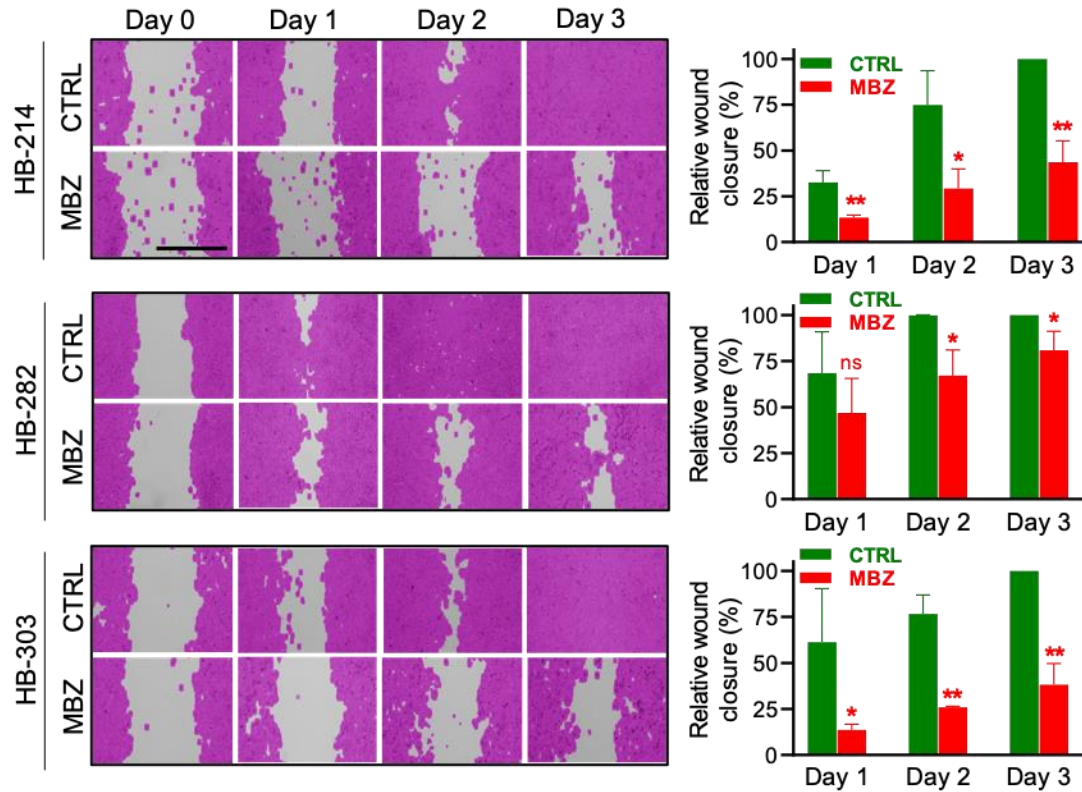 Day 0 Day 1 Day 2 Day 3
HB-214
CTRL
MBZ
Relative wound
closure (%)
100
75
50
25
0
CTRL
MBZ
**
*
**
Day 1 Day 2 Day 3
HB-282
CTRL
MBZ
Relative wound
closure (%)
100
75
50
25
0
CTRL
MBZ
ns
*
*
Day 1 Day 2 Day 3
HB-303
CTRL
MBZ
Relative wound
closure (%)
100
75
50
25
0
CTRL
MBZ
*
**
**
Day 1 Day 2 Day 3